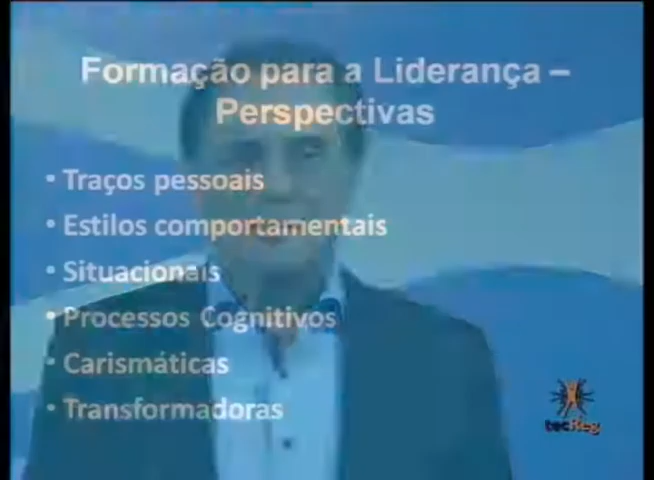 Formação para a Liderança –
Perspectivas
• Traços pessoais
• Estilos comportamentais
• Situacionais
• Processos Cognitivos
• Carismáticas
• Transformadoras
tecReg